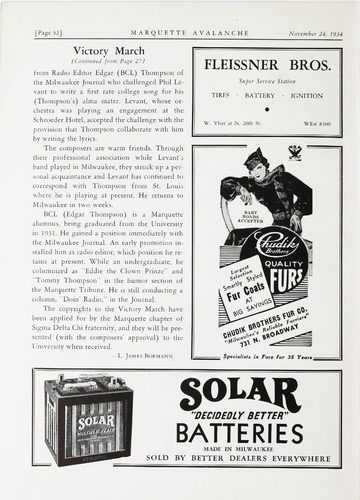 [Page 32]
MARQUETTE AVALANCHE
November 24, 1934
Victory March
(Continued from Page 27)
from Radio Editor Edgar (BCL) Thompson of
the Milwaukee Journal who challenged Phil Le-
vant to write a first rate college song for his
(Thompson's) alma mater. Levant, whose or-
chestra was playing an engagement at the
Schroeder Hotel, accepted the challenge with the
provision that Thompson collaborate with him
by writing the lyrics.
The composers are warm friends. Through
their professional association while Levant's
band played in Milwaukee, they struck up a per-
sonal acquaintance and Levant has continued to
correspond with Thompson from St. Louis
where he is playing at present. He returns to
Milwaukee in two weeks.
BCL (Edgar Thompson) is a Marquette
alumnus, being graduated from the University
in 1931. He gained a position immediately with
the Milwaukee Journal. An early promotion in-
stalled him as radio editor, which position he re-
tains at present. While an undergraduate, he
columnized as "Eddie the Clown Prinze" and
"Tommy Thompson" in the humor section of
the Marquette Tribune. He is still conducting a
column, "Doin' Radio," in the Journal.
The copyrights to the Victory March have
been applied for by the Marquette chapter of
Sigma Delta Chi fraternity, and they will be pre-
sented (with the composers' approval) to the
University when received.
—L. James Bormann
FLEISSNER BROS.
Super Service Station
TIRES · BATTERY · IGNITION
W. Vliet at N. 20th St.
WEst 8300
BABY
BONDS
ACCEPTED
Chudik
Brothers
QUALITY
FURS
Largest
Selection
Smartly Styled
Fur Coats
AT
BIG SAVINGS
CHUDIK BROTHERS FUR CO.
"Milwaukee's Reliable Furriers"
731 N. BROADWAY
Specialists in Furs for 35 Years
SOLAR
SOLAR
"DECIDEDLY BETTER"
BATTERIES
MADE IN MILWAUKEE
SOLD BY BETTER DEALERS EVERYWHERE